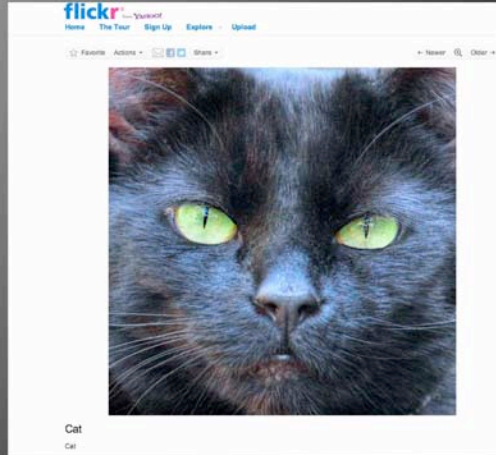 flickr from YAHOO!
Home The Tour Sign Up Explore Upload
Favorite Actions Share ← Newer Older →
Cat
Cat